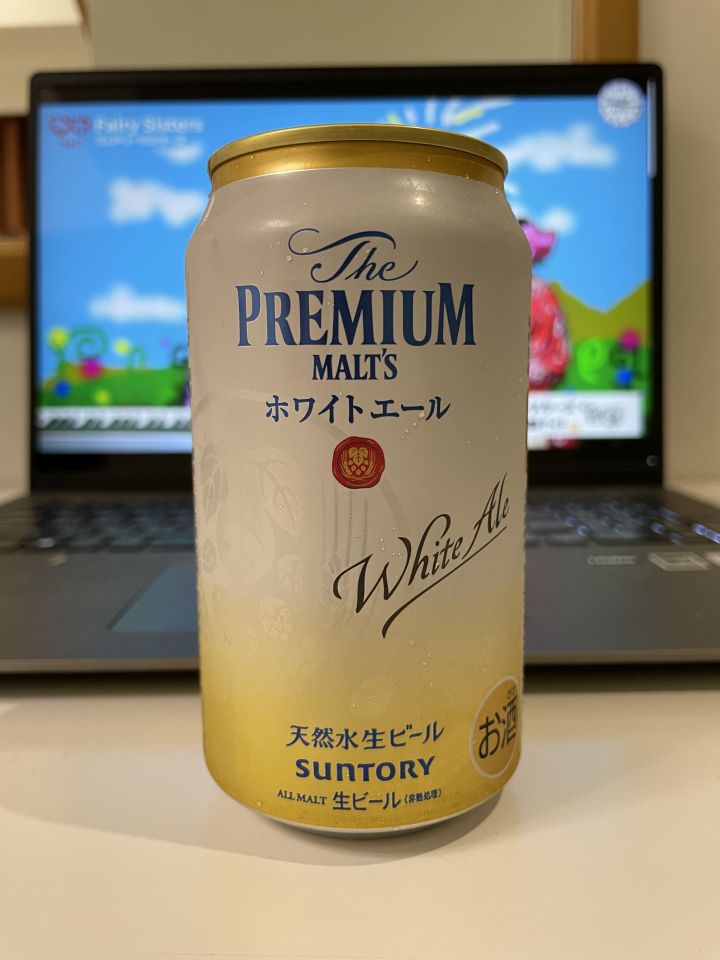 Fairy Sisters
The
PREMIUM
MALT'S
ホワイトエール
White Ale
お酒
天然水生ビール
SUNTORY
ALL MALT 生ビール(非熱処理)